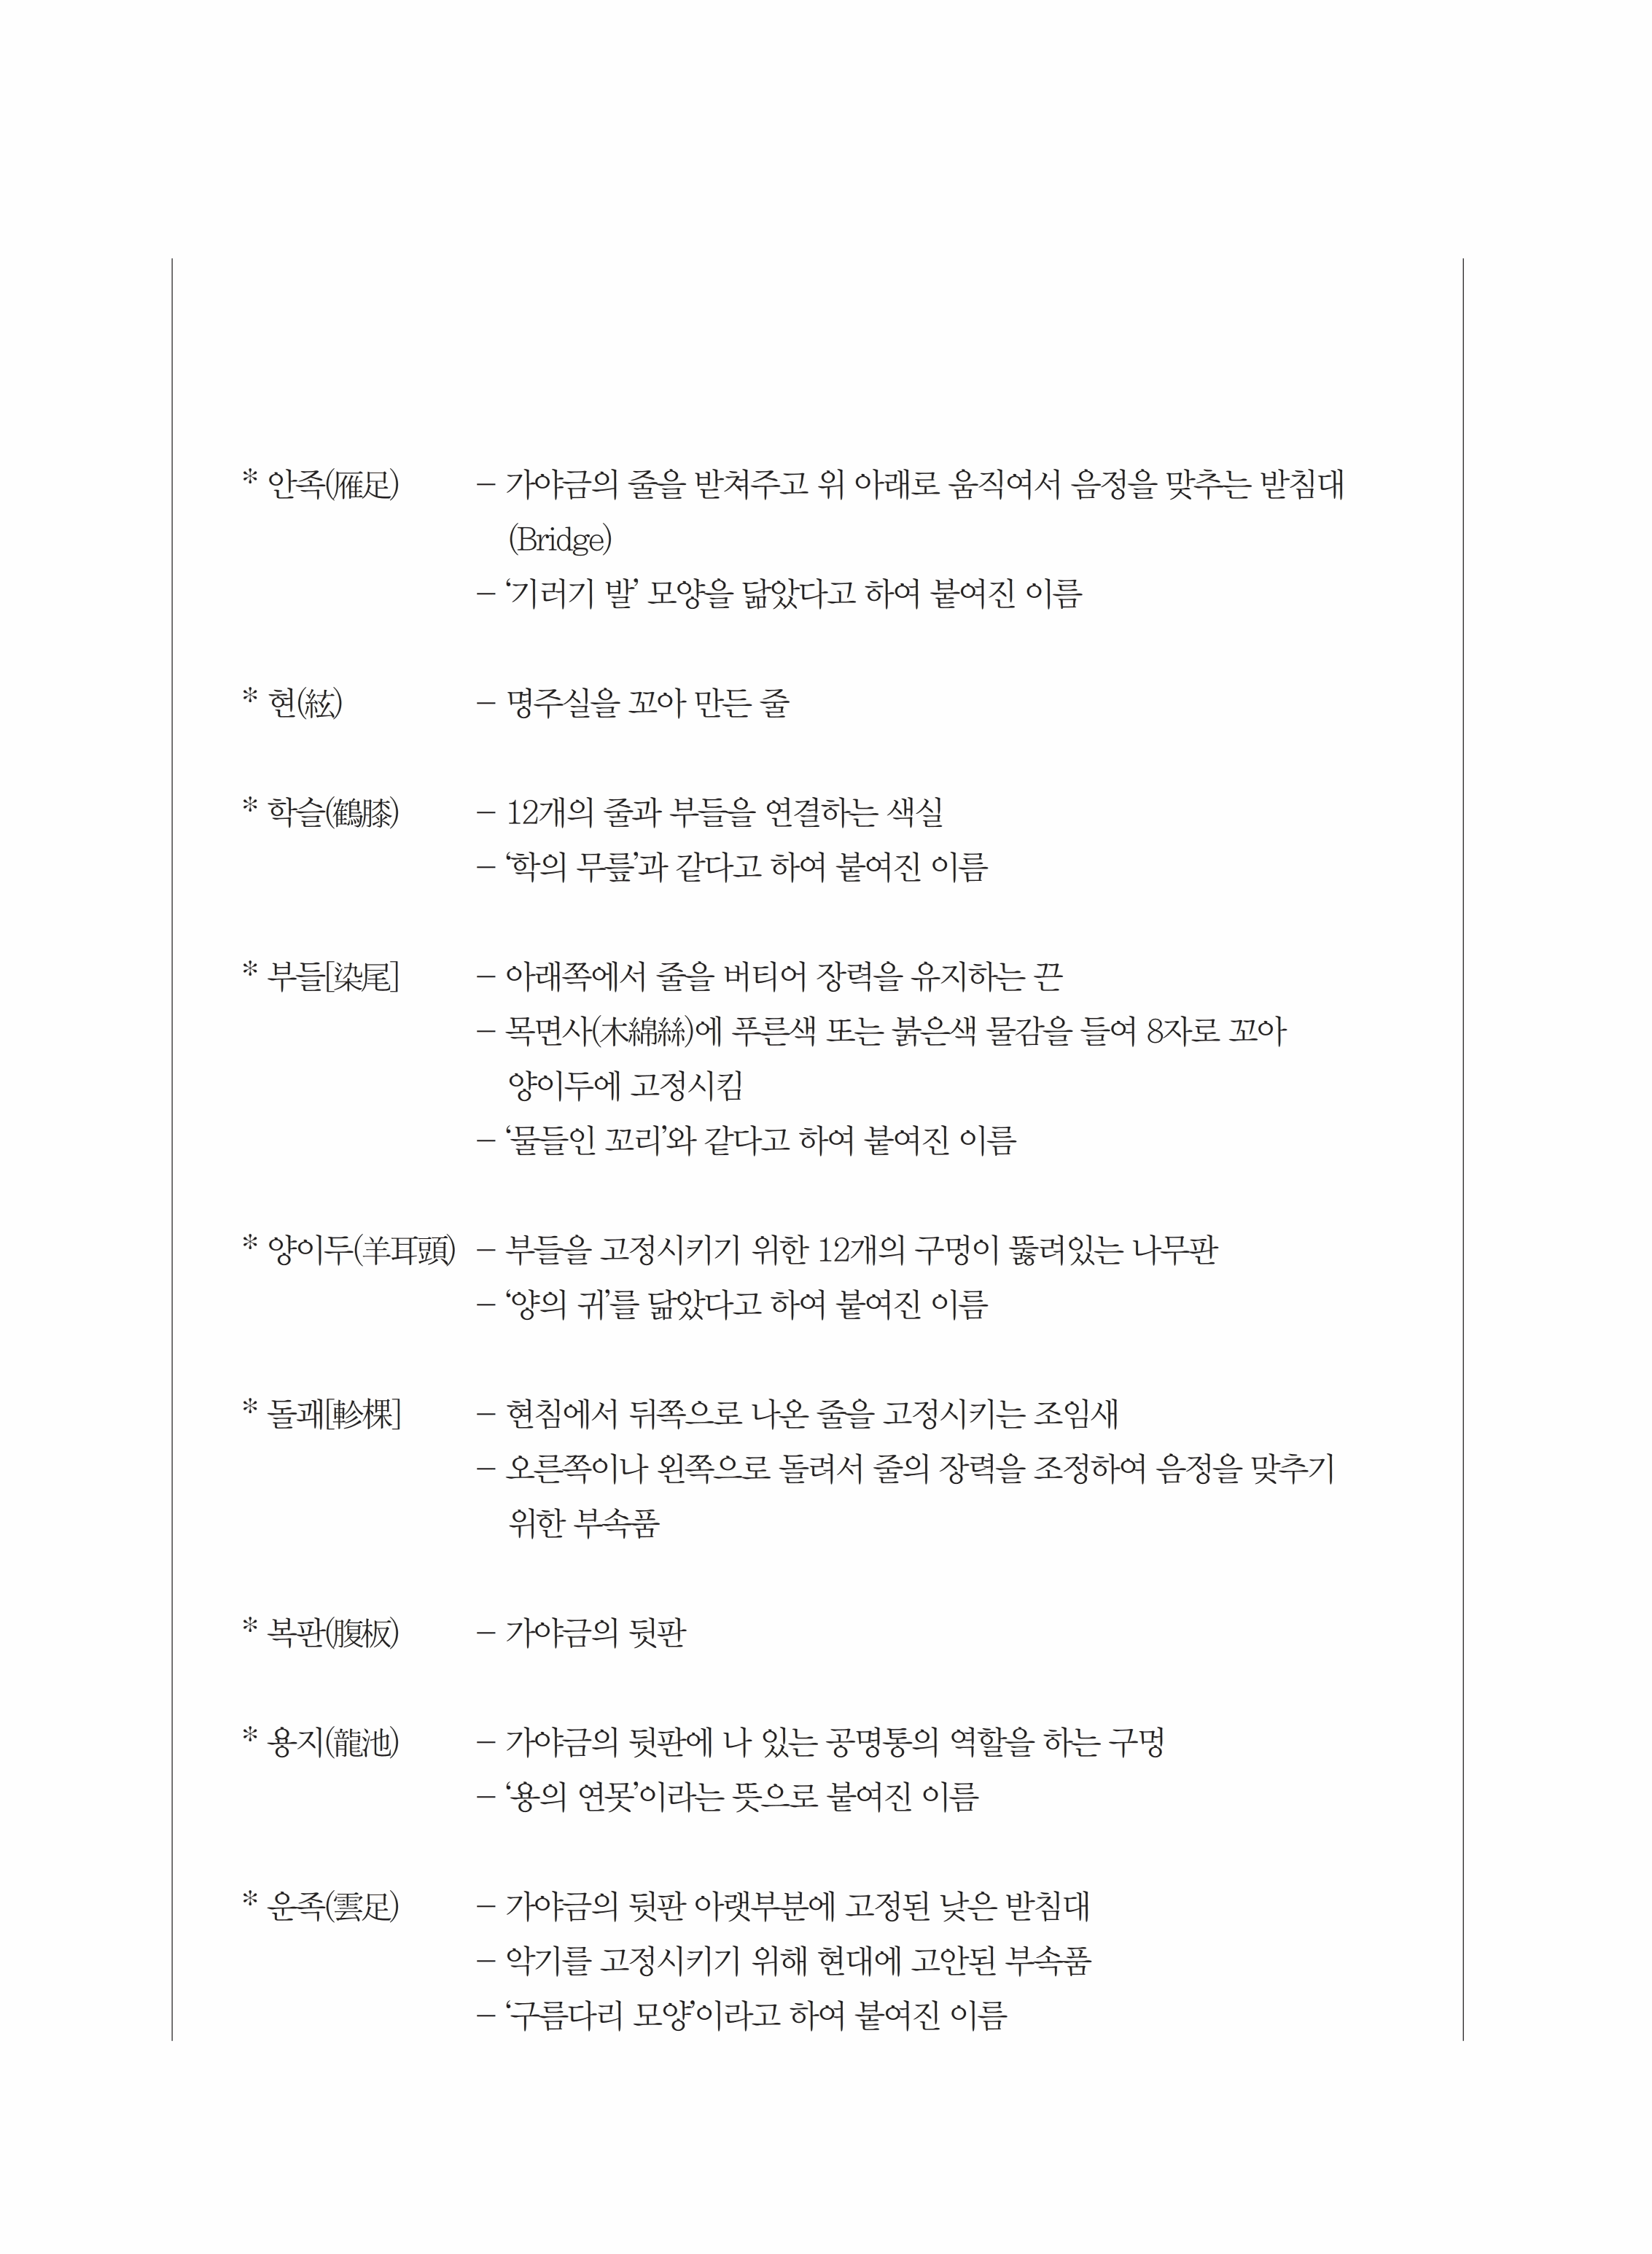 * 안족(雁足) - 가야금의 줄을 받쳐주고 위 아래로 움직여서 음정을 맞추는 받침대
(Bridge)
- ‘기러기 발’ 모양을 닮았다고 하여 붙여진 이름
* 현(絃) - 명주실을 꼬아 만든 줄
* 학슬(鶴膝) - 12개의 줄과 부들을 연결하는 색실
- ‘학의 무릎’과 같다고 하여 붙여진 이름
* 부들[染尾] - 아래쪽에서 줄을 버티어 장력을 유지하는 끈
- 목면사(木綿絲)에 푸른색 또는 붉은색 물감을 들여 8자로 꼬아
양이두에 고정시킴
- ‘물들인 꼬리’와 같다고 하여 붙여진 이름
* 양이두(羊耳頭) - 부들을 고정시키기 위한 12개의 구멍이 뚫려있는 나무판
- ‘양의 귀’를 닮았다고 하여 붙여진 이름
* 돌괘[軫棵] - 현침에서 뒤쪽으로 나온 줄을 고정시키는 조임새
- 오른쪽이나 왼쪽으로 돌려서 줄의 장력을 조정하여 음정을 맞추기
위한 부속품
* 복판(腹板) - 가야금의 뒷판
* 용지(龍池) - 가야금의 뒷판에 나 있는 공명통의 역할을 하는 구멍
- ‘용의 연못’이라는 뜻으로 붙여진 이름
* 운족(雲足) - 가야금의 뒷판 아랫부분에 고정된 낮은 받침대
- 악기를 고정시키기 위해 현대에 고안된 부속품
- ‘구름다리 모양’이라고 하여 붙여진 이름